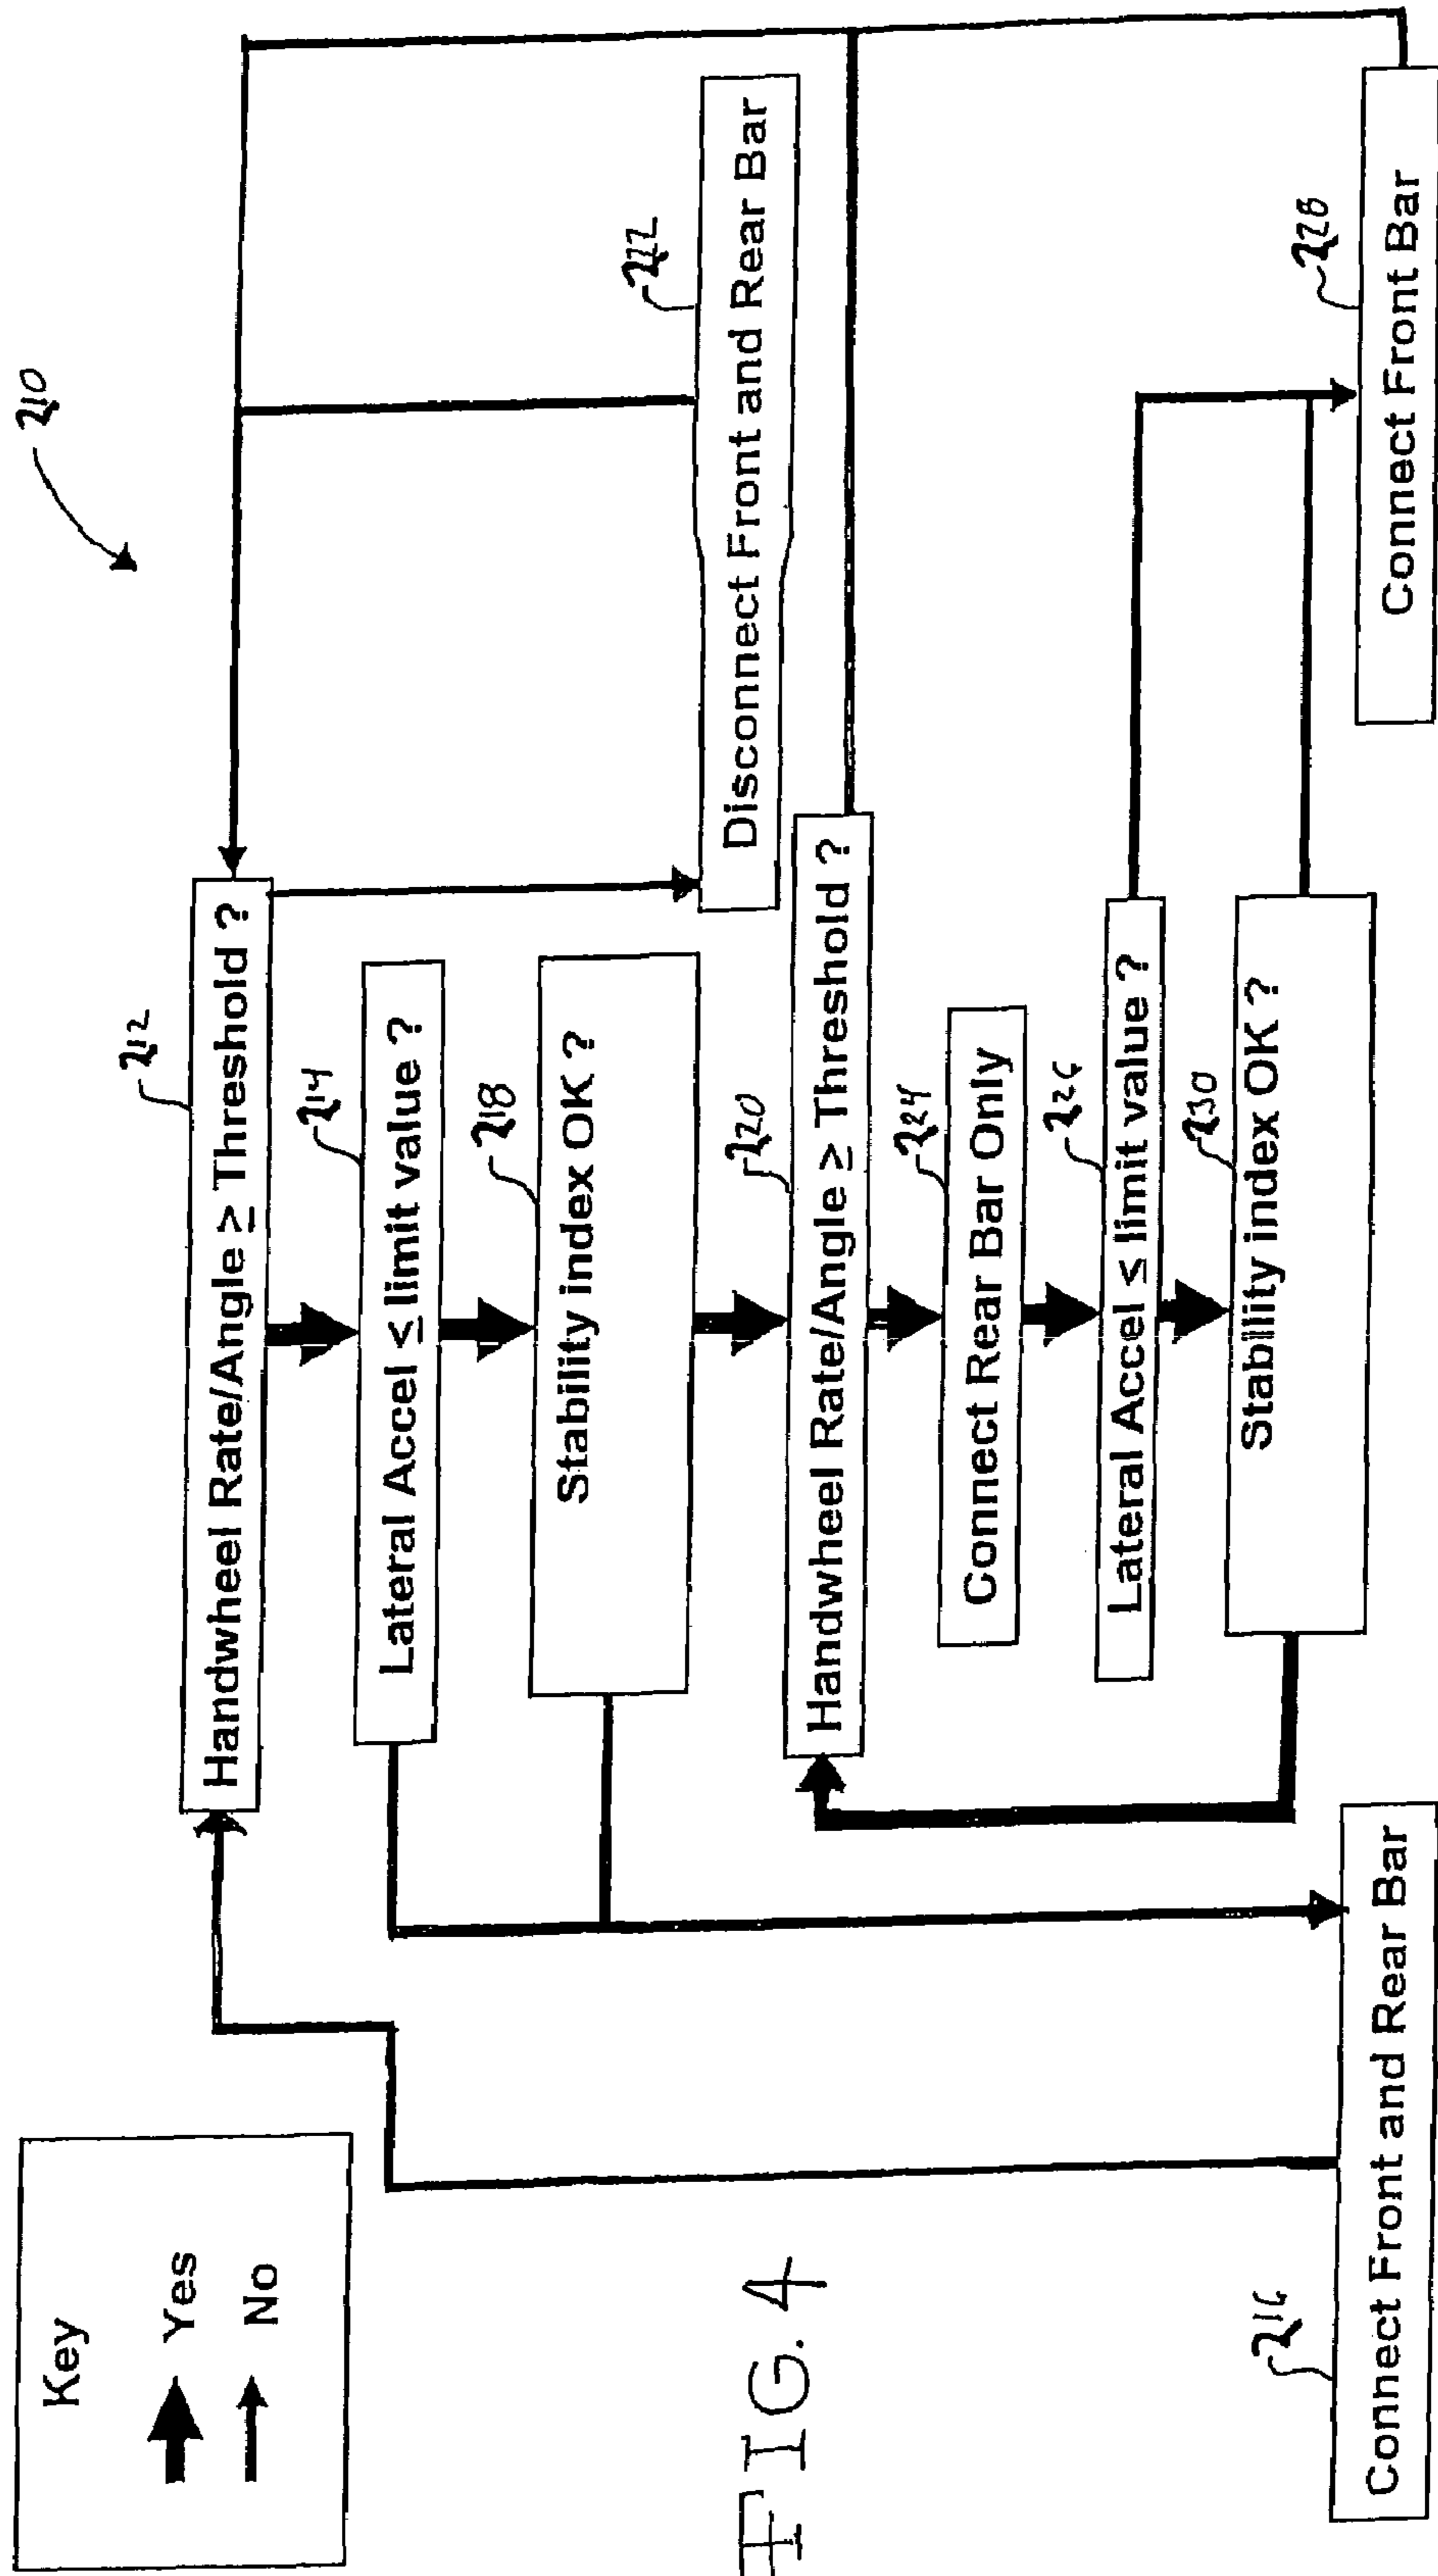 210
Key
Yes
No
212
Handwheel Rate/Angle ≥ Threshold ?
214
Lateral Accel ≤ limit value ?
218
Stability index OK ?
222
Disconnect Front and Rear Bar
220
Handwheel Rate/Angle ≥ Threshold ?
224
Connect Rear Bar Only
226
Lateral Accel ≤ limit value ?
230
Stability index OK ?
216
Connect Front and Rear Bar
228
Connect Front Bar
FIG. 4